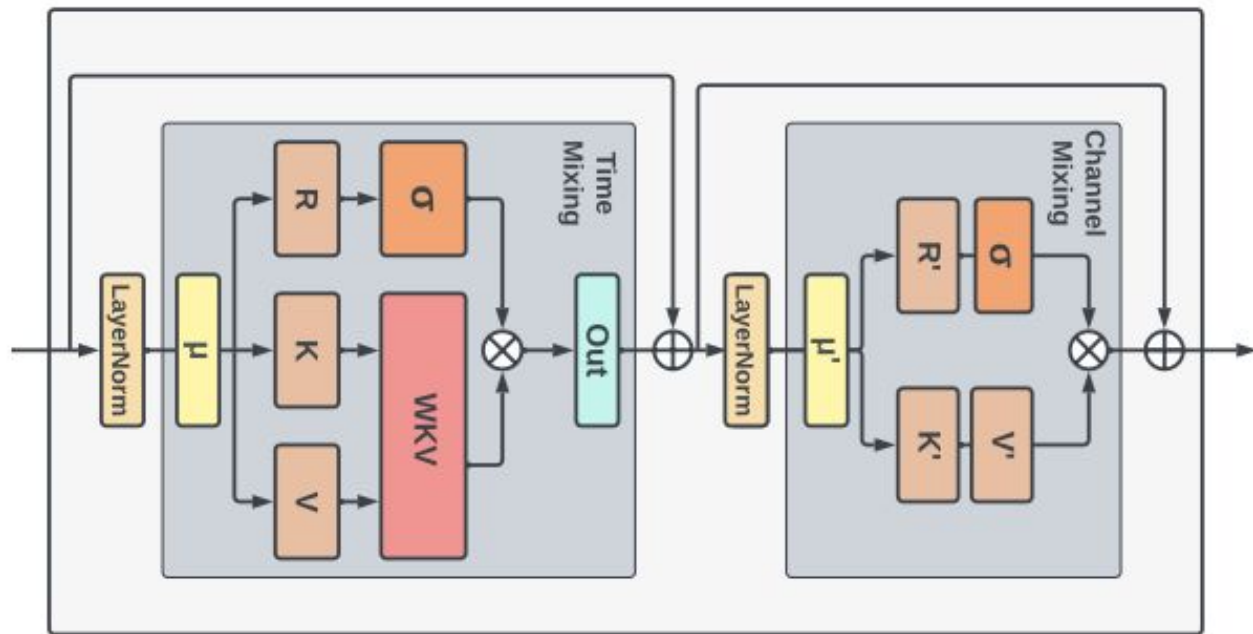 LayerNorm
μ
R
K
V
σ
WKV
Time
Mixing
Out
LayerNorm
μ'
R'
σ
K'
V'
Channel
Mixing